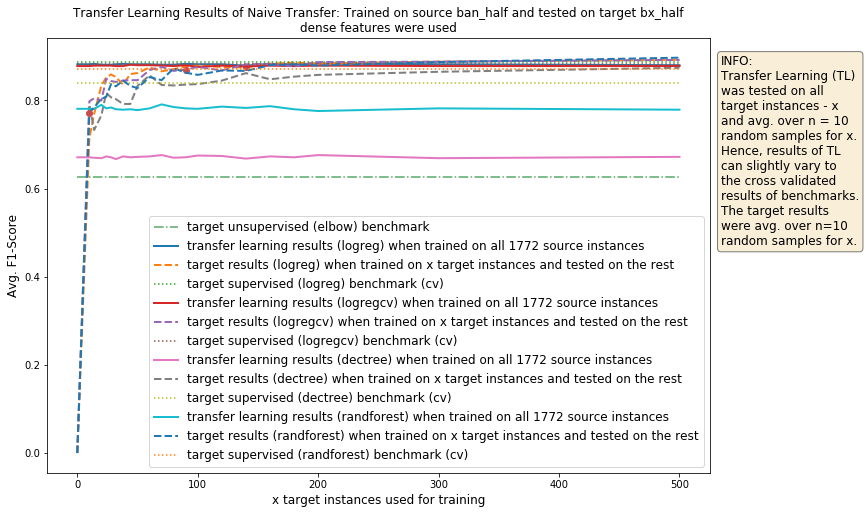 Transfer Learning Results of Naive Transfer: Trained on source ban_half and tested on target bx_half
dense features were used
Avg. F1-Score
0.8
0.6
0.4
0.2
0.0
0
100
200
300
400
500
x target instances used for training
target unsupervised (elbow) benchmark
transfer learning results (logreg) when trained on all 1772 source instances
target results (logreg) when trained on x target instances and tested on the rest
target supervised (logreg) benchmark (cv)
transfer learning results (logregcv) when trained on all 1772 source instances
target results (logregcv) when trained on x target instances and tested on the rest
target supervised (logregcv) benchmark (cv)
transfer learning results (dectree) when trained on all 1772 source instances
target results (dectree) when trained on x target instances and tested on the rest
target supervised (dectree) benchmark (cv)
transfer learning results (randforest) when trained on all 1772 source instances
target results (randforest) when trained on x target instances and tested on the rest
target supervised (randforest) benchmark (cv)
INFO:
Transfer Learning (TL)
was tested on all
target instances - x
and avg. over n = 10
random samples for x.
Hence, results of TL
can slightly vary to
the cross validated
results of benchmarks.
The target results
were avg. over n=10
random samples for x.